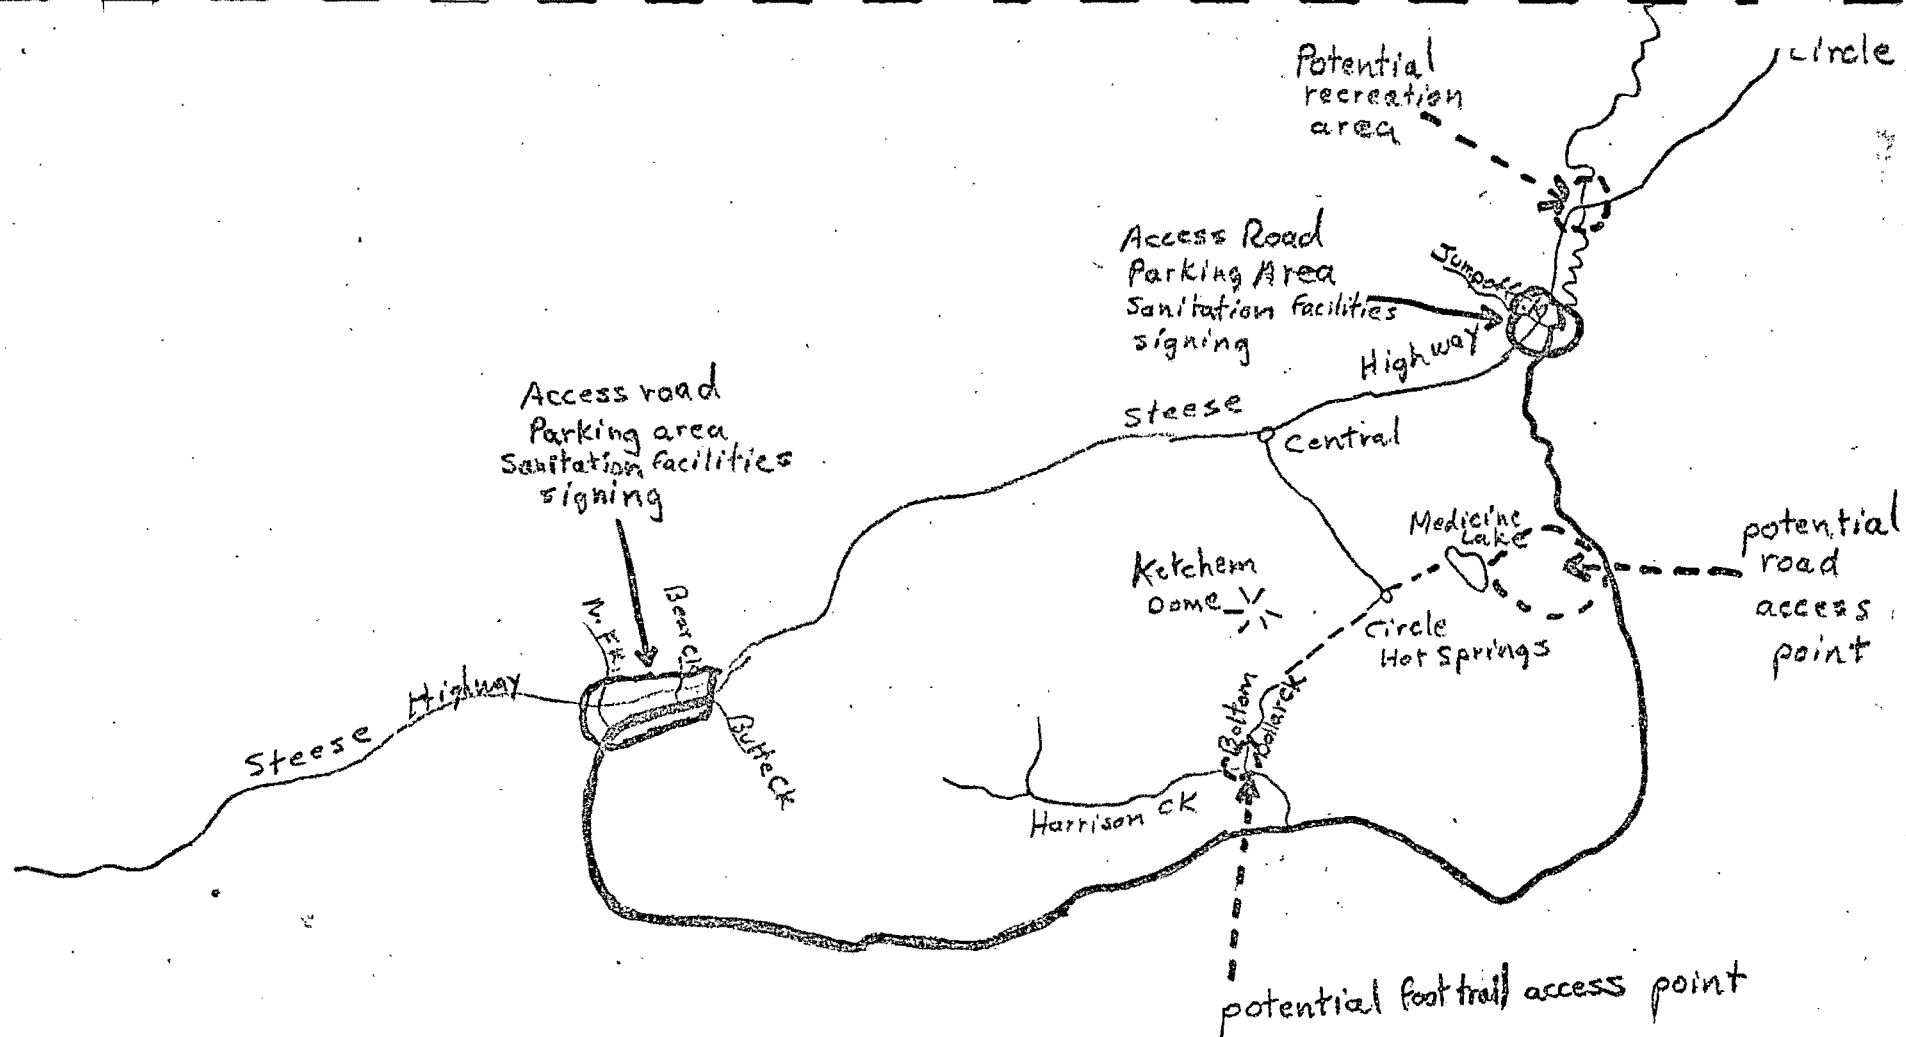 Circle
Potential
recreation
area
Access Road
Parking Area
Sanitation Facilities
signing
Jumpoff
Highway
Steese
Central
Access road
Parking area
Sanitation Facilities
signing
Medicine
Lake
potential
road
access
point
Ketchem
Dome
Circle
Hot Springs
N. Fk.
Bear Ck
Highway
Steese
Butte Ck
Bottom
Dollar Ck
Harrison CK
potential foot trail access point